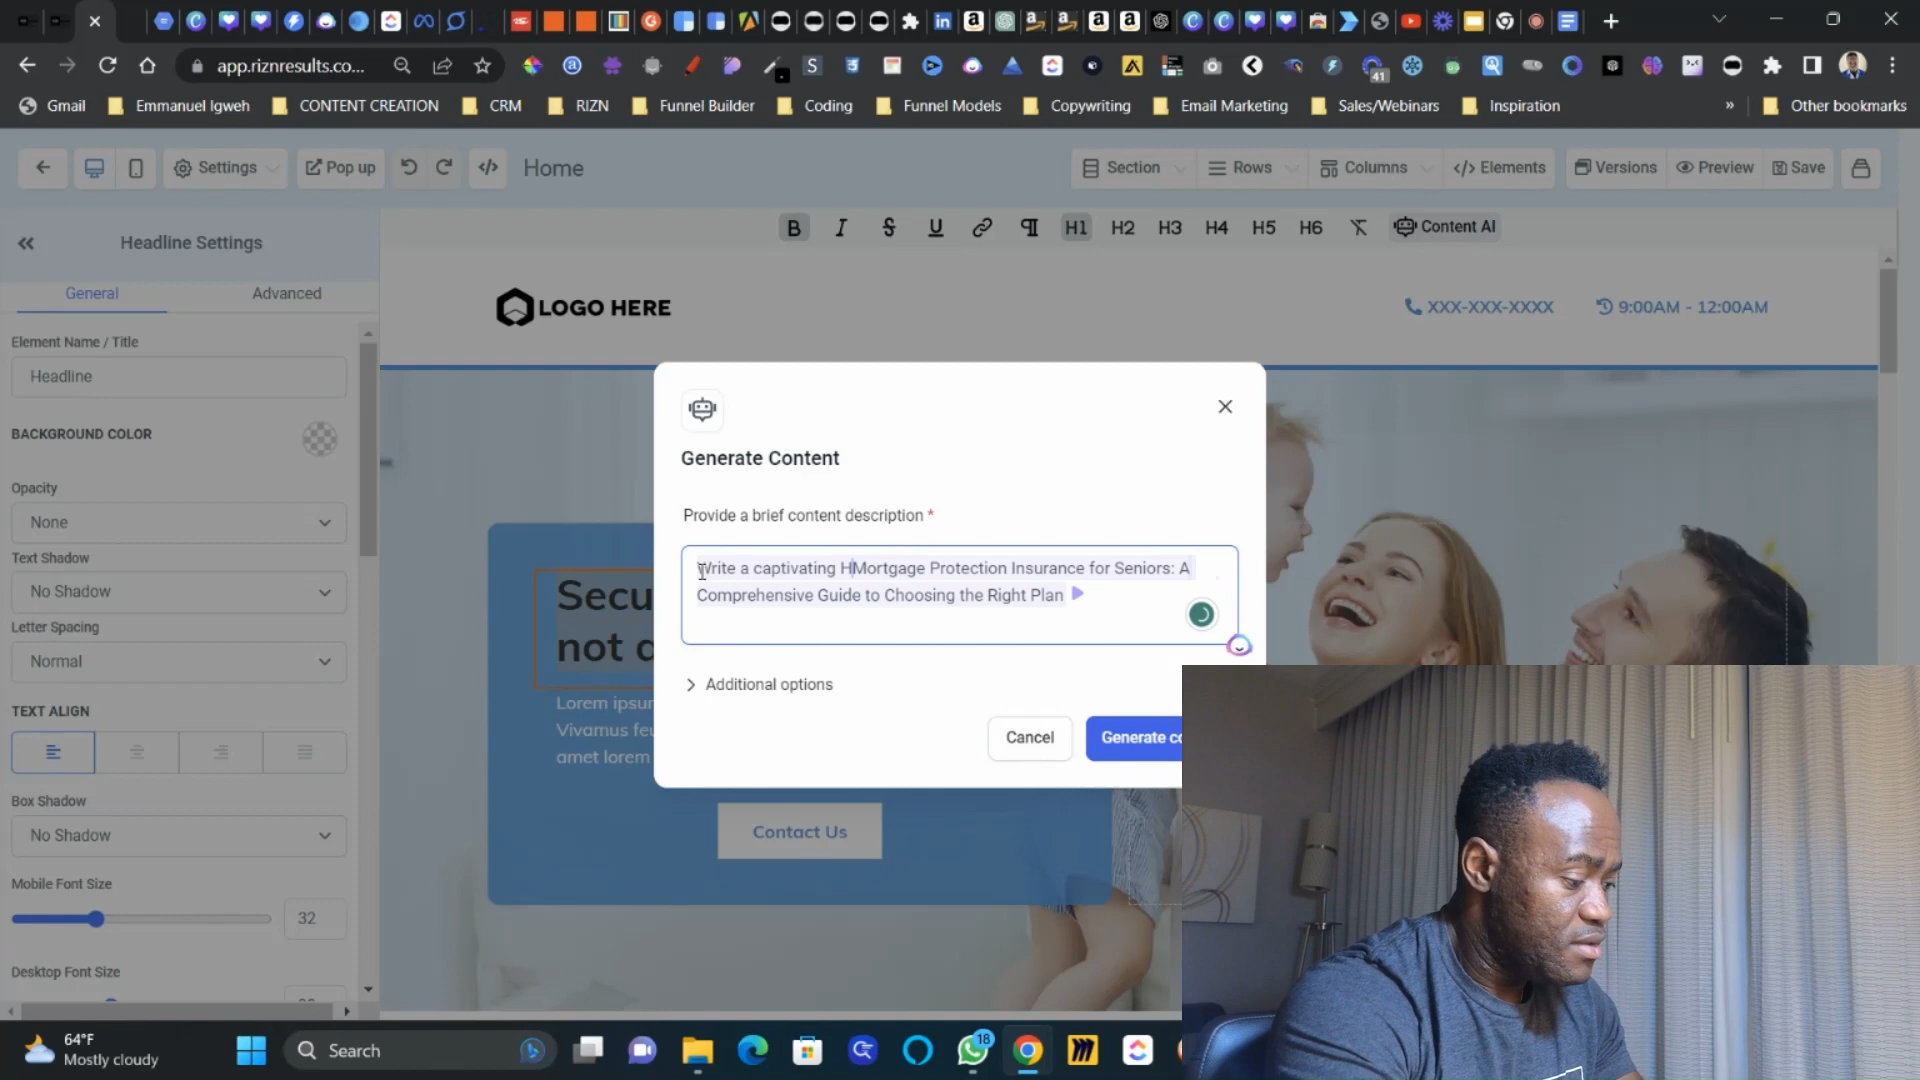 app.riznresults.co...
41
Gmail
Emmanuel Igweh
CONTENT CREATION
CRM
RIZN
Funnel Builder
Coding
Funnel Models
Copywriting
Email Marketing
Sales/Webinars
Inspiration
»
Other bookmarks
Settings
Pop up
Home
Section
Rows
Columns
Elements
Versions
Preview
Save
Headline Settings
B I S U H1 H2 H3 H4 H5 H6 Content AI
General
Advanced
LOGO HERE
XXX-XXX-XXXX
9:00AM - 12:00AM
Element Name / Title
Headline
BACKGROUND COLOR
Opacity
None
Text Shadow
No Shadow
Letter Spacing
Normal
TEXT ALIGN
Box Shadow
No Shadow
Mobile Font Size
32
Desktop Font Size
Generate Content
Provide a brief content description *
Write a captivating HMortgage Protection Insurance for Seniors: A
Comprehensive Guide to Choosing the Right Plan
Additional options
Cancel
Generate co
Secu
not
Lorem ipsu
Vivamus feu
amet lorem
Contact Us
64°F
Mostly cloudy
Search
18